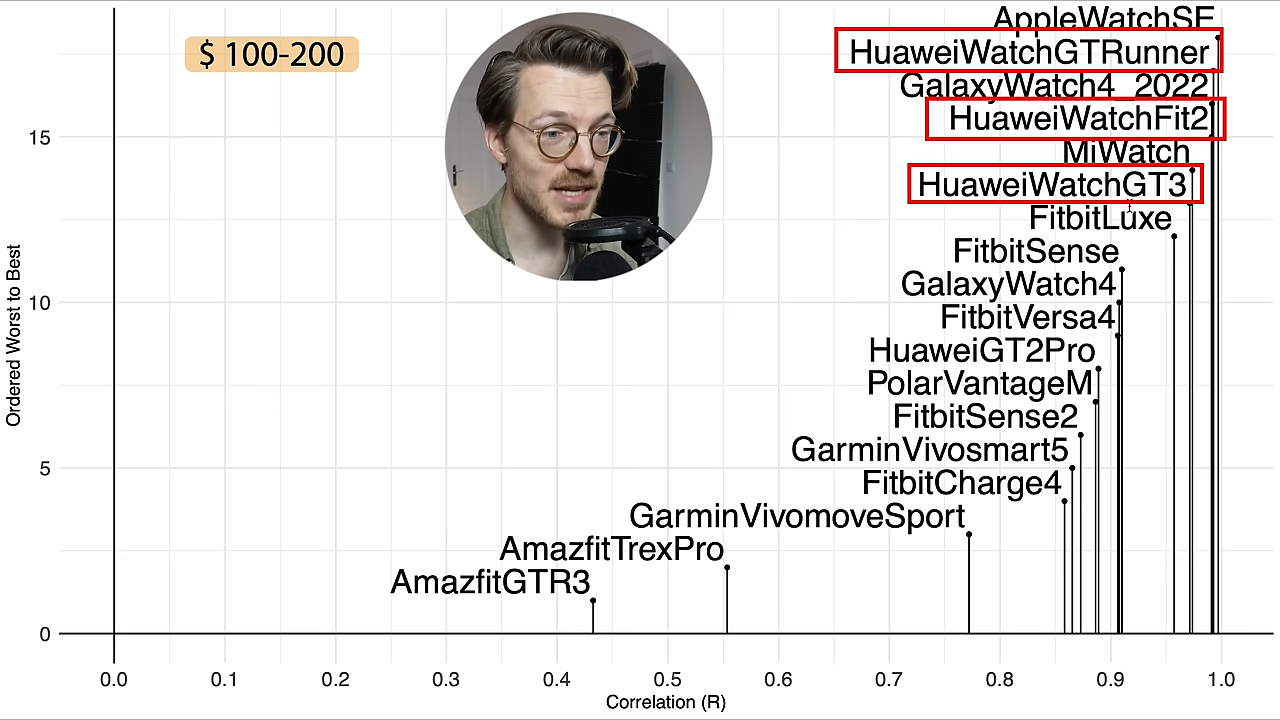 AppleWatchSE
$ 100-200
HuaweiWatchGTRunner
GalaxyWatch4_2022
HuaweiWatchFit2
15
MiWatch
HuaweiWatchGT3
FitbitLuxe
FitbitSense
GalaxyWatch4
10
FitbitVersa4
HuaweiGT2Pro
PolarVantageM
FitbitSense2
GarminVivosmart5
5
FitbitCharge4
GarminVivomoveSport
AmazfitTrexPro
AmazfitGTR3
0
Ordered Worst to Best
0.0 0.1 0.2 0.3 0.4 0.5 0.6 0.7 0.8 0.9 1.0
Correlation (R)